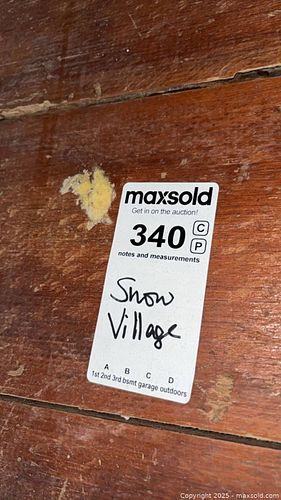 maxsold
Get in on the auction!
340 C
P
notes and measurements
Snow
Village
A B C D
1st 2nd 3rd bsmt garage outdoors
Copyright 2025 - maxsold.com